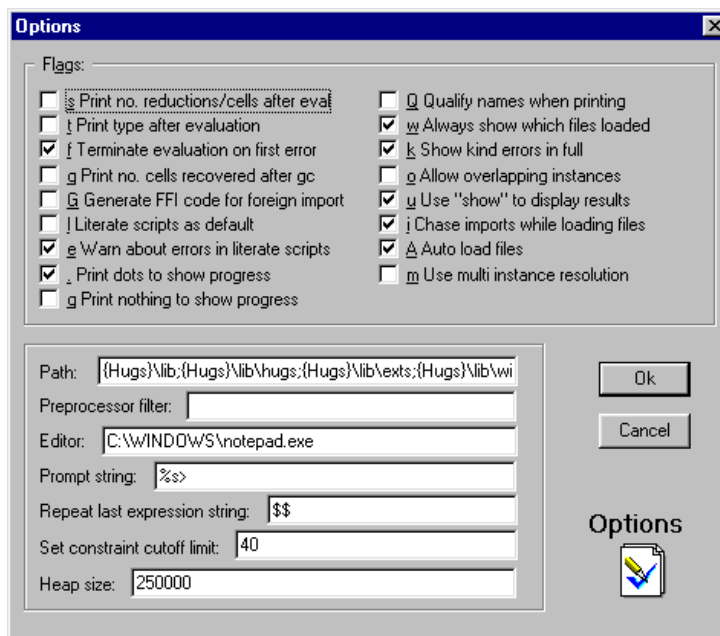 Options
Flags:
s Print no. reductions/cells after eval
t Print type after evaluation
f Terminate evaluation on first error
g Print no. cells recovered after gc
G Generate FFI code for foreign import
l Literate scripts as default
e Warn about errors in literate scripts
. Print dots to show progress
q Print nothing to show progress
Q Qualify names when printing
w Always show which files loaded
k Show kind errors in full
o Allow overlapping instances
u Use "show" to display results
i Chase imports while loading files
A Auto load files
m Use multi instance resolution
Path: {Hugs}\lib;{Hugs}\lib\hugs;{Hugs}\lib\exts;{Hugs}\lib\wi
Preprocessor filter:
Editor: C:\WINDOWS\notepad.exe
Prompt string: %s>
Repeat last expression string: $$
Set constraint cutoff limit: 40
Heap size: 250000
Ok
Cancel
Options